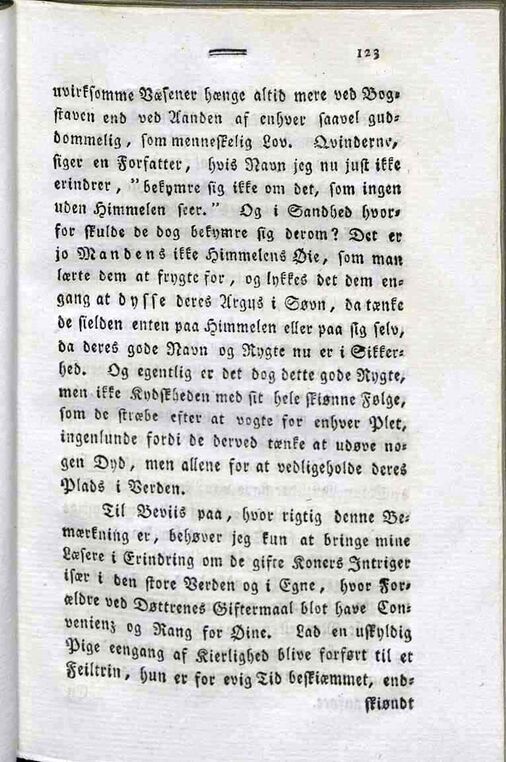 123
uvirksomme Væsener hænge altid mere ved Bog⸗
staven end ved Aanden af enhver saavel gud⸗
dommelig, som menneskelig Lov. Qvinderne,
siger en Forfatter, hvis Navn jeg nu just ikke
erindrer, "bekymre sig ikke om det, som ingen
uden Himmelen seer." Og i Sandhed hvor⸗
for skulde de dog bekymre sig derom? Det er
jo Mandens ikke Himmelens Øie, som man
lærte dem at frygte for, og lykkes det dem en⸗
gang at dysse deres Argus i Søvn, da tænke
de sielden enten paa Himmelen eller paa sig selv,
da deres gode Navn og Rygte nu er i Sikker⸗
hed. Og egentlig er det dog dette gode Rygte,
men ikke Kydskheden med sit hele skiønne Følge,
som de stræbe efter at vogte for enhver Plet,
ingenlunde fordi de derved tænke at udøve no⸗
gen Dyd, men allene for at vedligeholde deres
Plads i Verden.
Til Beviis paa, hvor rigtig denne Be⸗
mærkning er, behøver jeg kun at bringe mine
Læsere i Erindring om de gifte Koners Intriger
især i den store Verden og i Egne, hvor For⸗
ældre ved Døttrenes Giftermaal blot have Con⸗
venienz og Rang for Øine. Lad en uskyldig
Pige eengang af Kierlighed blive forført til et
Feiltrin, hun er for evig Tid beskiæmmet, end⸗
skiøndt